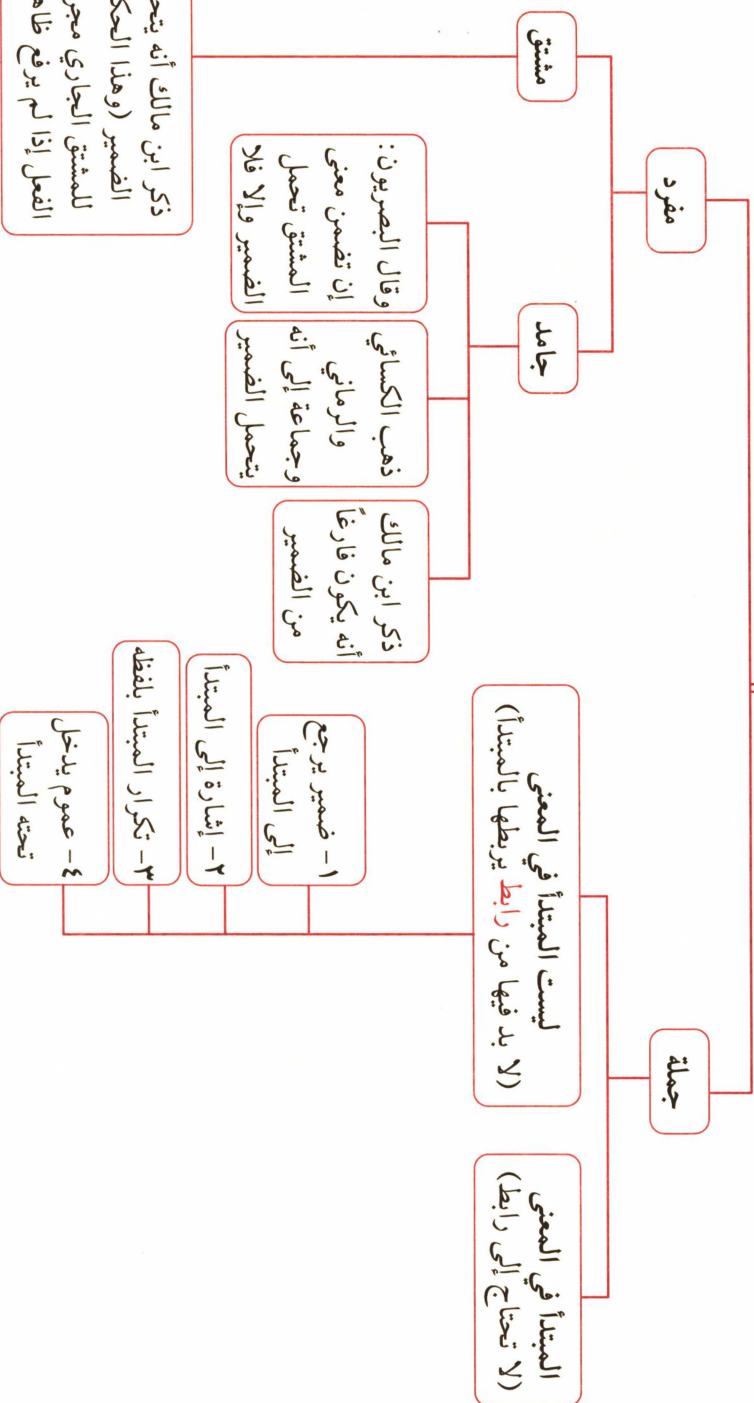 مفرد
جملة
مشتق
جامد
ذكر ابن مالك أنه
الضمير (وهذا
للمشتق الجاري
الفعل إذا لم يرفع
وقال البصريون:
إن تضمن معنى
المشتق تحمل
الضمير وإلا فلا
ذهب الكسائي
والرماني
وجماعة إلى أنه
يتحمل الضمير
ذكر ابن مالك
أنه يكون فارغاً
من الضمير
ليست المبتدأ في المعنى
(لا بد فيها من رابط يربطها بالمبتدأ)
المبتدأ في المعنى
(لا تحتاج إلى رابط)
١- ضمير يرجع
إلى المبتدأ
٢- إشارة إلى المبتدأ
٣- تكرار المبتدأ بلفظه
٤- عموم يدخل
تحته المبتدأ